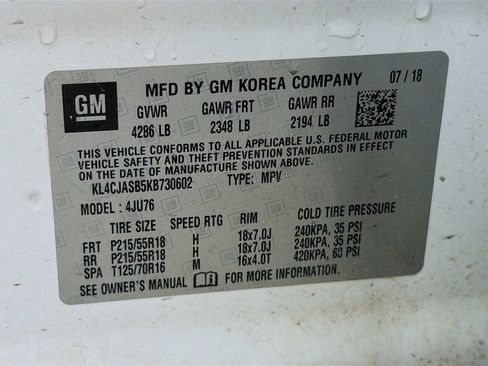 GM MFD BY GM KOREA COMPANY 07/18
GVWR GAWR FRT GAWR RR
4286 LB 2348 LB 2194 LB
THIS VEHICLE CONFORMS TO ALL APPLICABLE U.S. FEDERAL MOTOR
VEHICLE SAFETY AND THEFT PREVENTION STANDARDS IN EFFECT
ON THE DATE OF MANUFACTURE SHOWN ABOVE.
KL4CJASB5KB730602 TYPE: MPV
MODEL: 4JU76
TIRE SIZE SPEED RTG RIM COLD TIRE PRESSURE
FRT P215/55R18 H 18x7.0J 240KPA, 35 PSI
RR P215/55R18 H 18x7.0J 240KPA, 35 PSI
SPA T125/70R16 M 16x4.0T 420KPA, 60 PSI
SEE OWNER'S MANUAL FOR MORE INFORMATION.